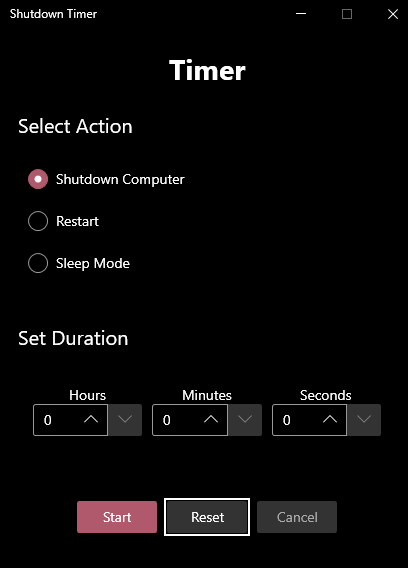 Shutdown Timer
Timer
Select Action
Shutdown Computer
Restart
Sleep Mode
Set Duration
Hours Minutes Seconds
0 0 0
Start Reset Cancel